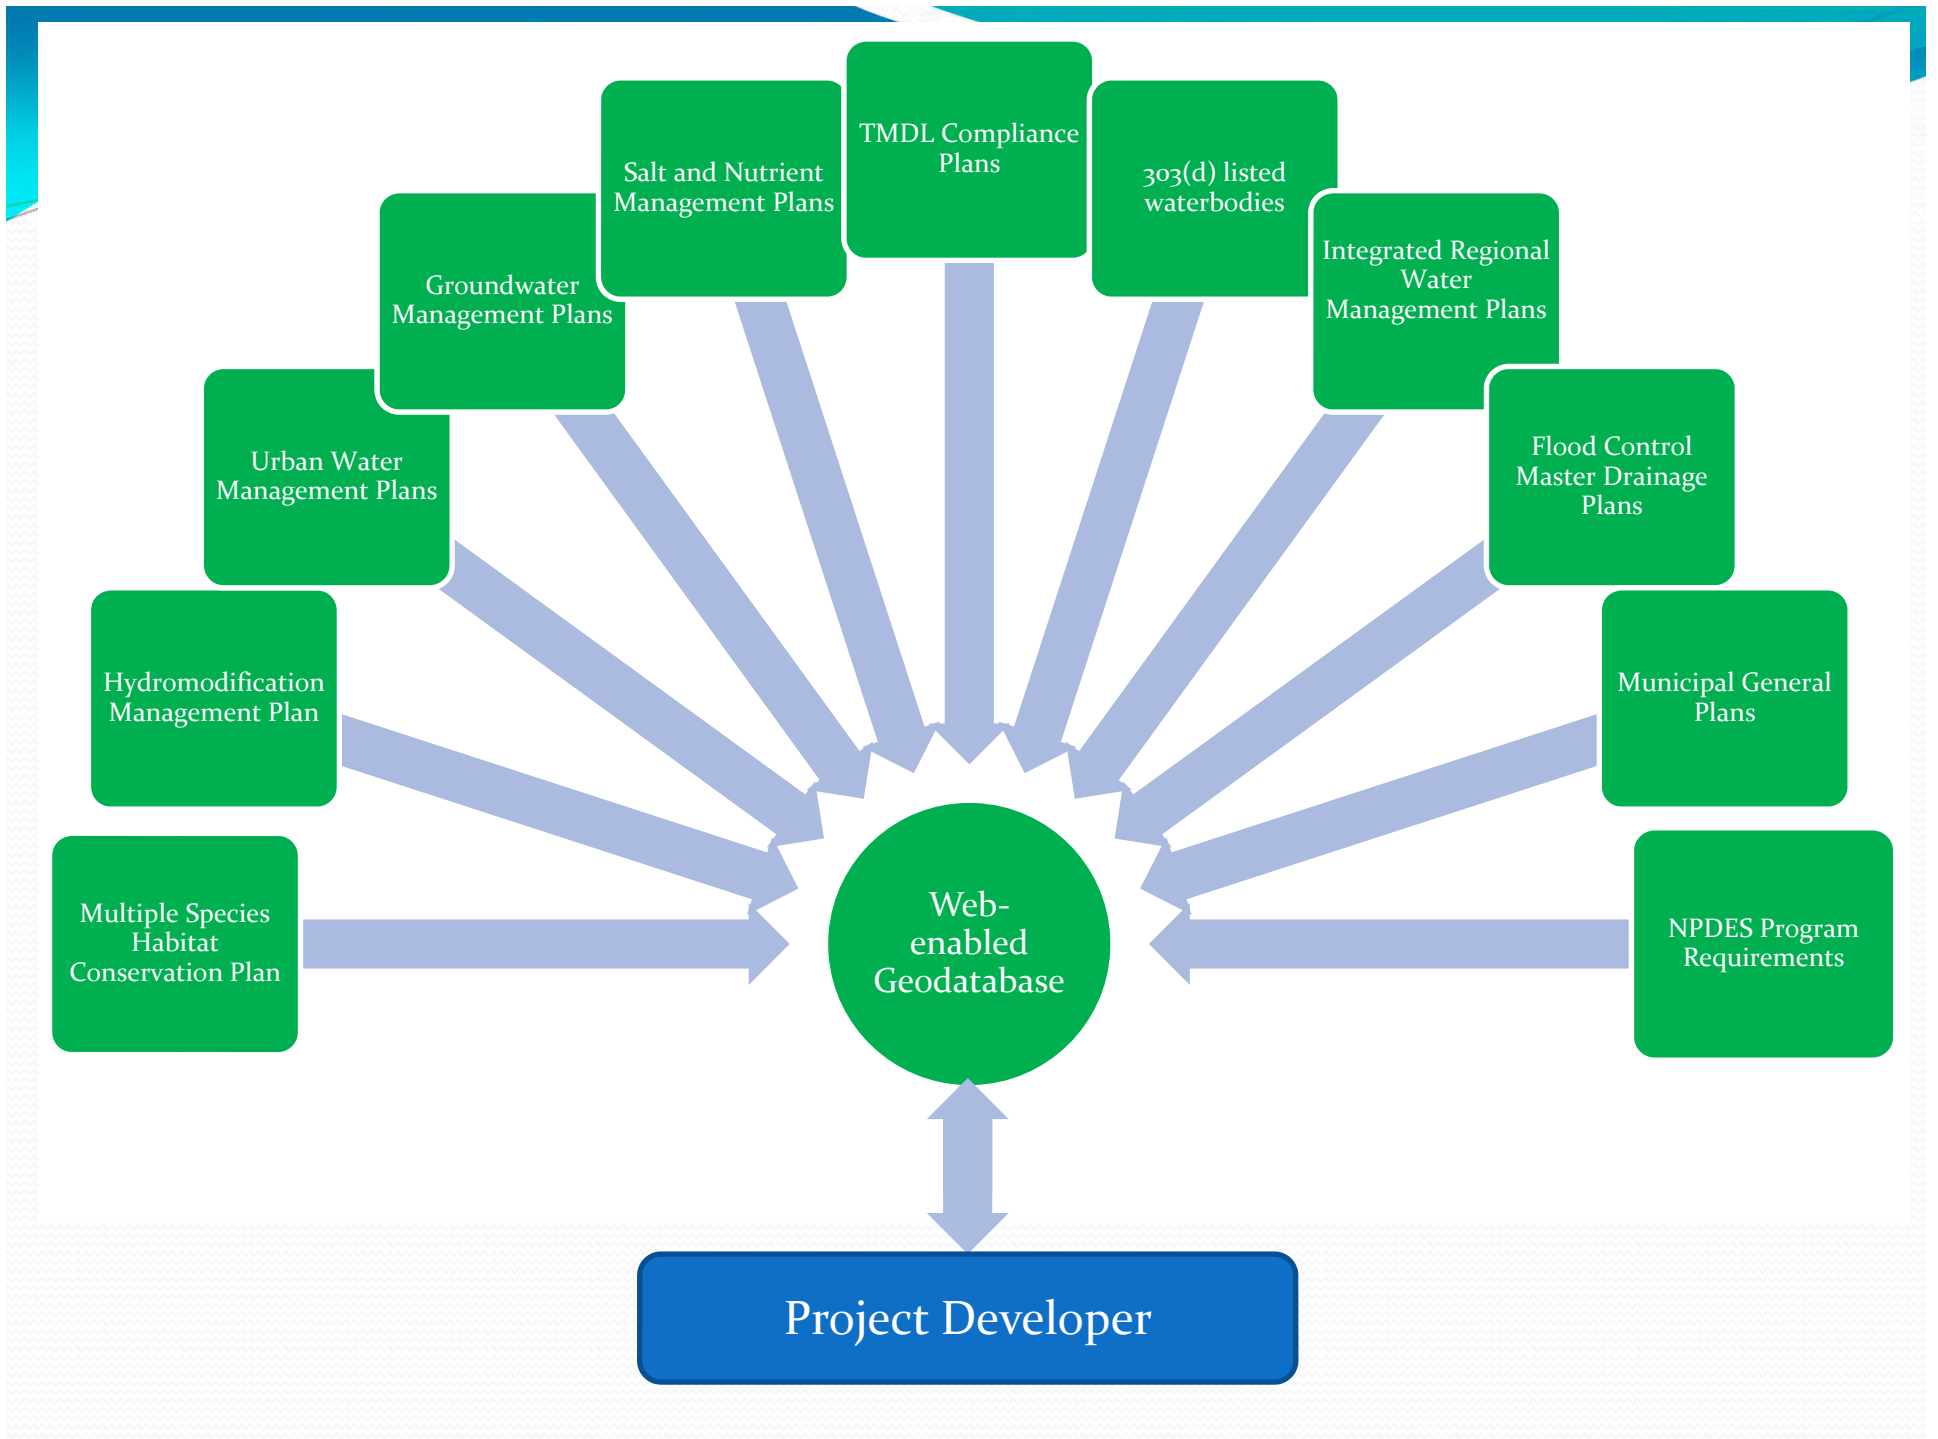 TMDL Compliance
Plans
Salt and Nutrient
Management Plans
303(d) listed
waterbodies
Groundwater
Management Plans
Integrated Regional
Water
Management Plans
Urban Water
Management Plans
Flood Control
Master Drainage
Plans
Hydromodification
Management Plan
Municipal General
Plans
Multiple Species
Habitat
Conservation Plan
Web-
enabled
Geodatabase
NPDES Program
Requirements
Project Developer